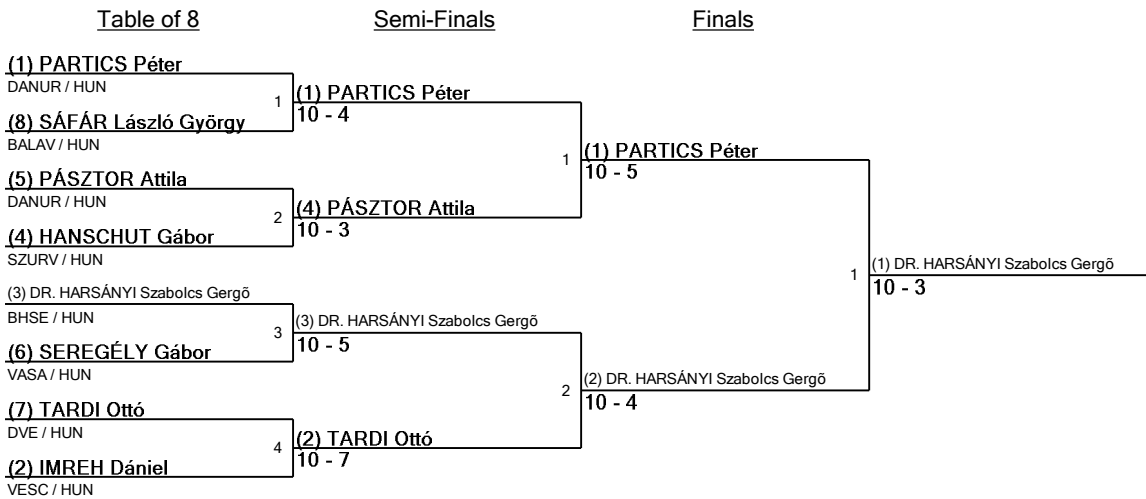 Table of 8
Semi-Finals
Finals
(1) PARTICS Péter
DANUR / HUN
(8) SÁFÁR László György
BALAV / HUN
(5) PÁSZTOR Attila
DANUR / HUN
(4) HANSCHUT Gábor
SZURV / HUN
(3) DR. HARSÁNYI Szabolcs Gergõ
BHSE / HUN
(6) SEREGÉLY Gábor
VASA / HUN
(7) TARDI Ottó
DVE / HUN
(2) IMREH Dániel
VESC / HUN
1
(1) PARTICS Péter
10 - 4
2
(4) PÁSZTOR Attila
10 - 3
3
(3) DR. HARSÁNYI Szabolcs Gergõ
10 - 5
4
(2) TARDI Ottó
10 - 7
1
(1) PARTICS Péter
10 - 5
2
(2) DR. HARSÁNYI Szabolcs Gergõ
10 - 4
1
(1) DR. HARSÁNYI Szabolcs Gergõ
10 - 3